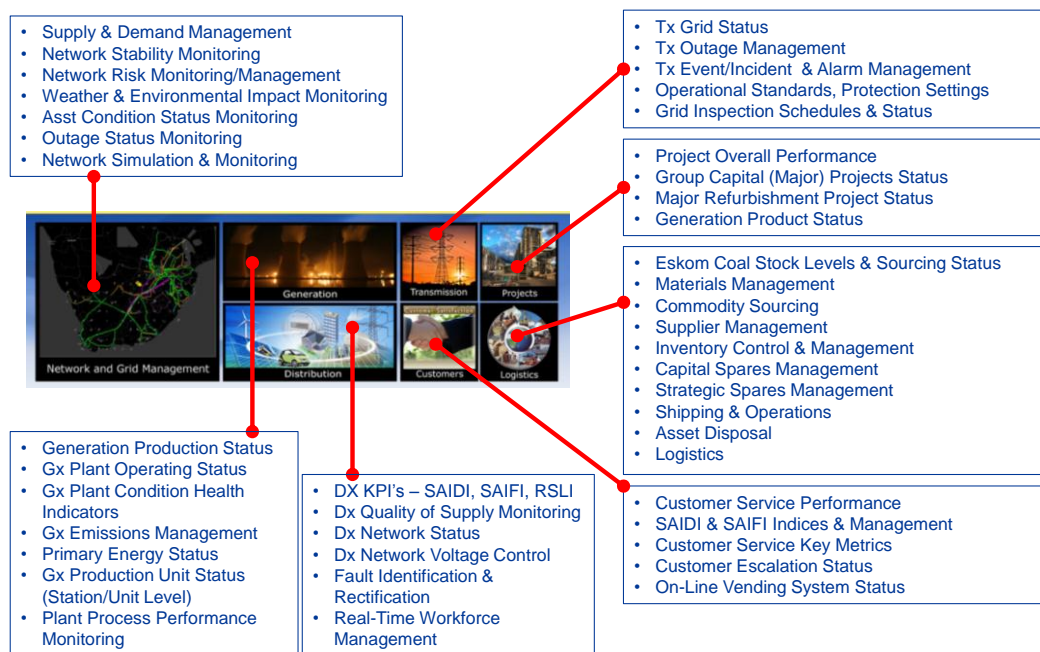 • Supply & Demand Management
• Network Stability Monitoring
• Network Risk Monitoring/Management
• Weather & Environmental Impact Monitoring
• Asst Condition Status Monitoring
• Outage Status Monitoring
• Network Simulation & Monitoring
• Tx Grid Status
• Tx Outage Management
• Tx Event/Incident & Alarm Management
• Operational Standards, Protection Settings
• Grid Inspection Schedules & Status
• Project Overall Performance
• Group Capital (Major) Projects Status
• Major Refurbishment Project Status
• Generation Product Status
Network and Grid Management
Generation
Transmission
Projects
Distribution
Customer Satisfaction
Customers
Logistics
• Eskom Coal Stock Levels & Sourcing Status
• Materials Management
• Commodity Sourcing
• Supplier Management
• Inventory Control & Management
• Capital Spares Management
• Strategic Spares Management
• Shipping & Operations
• Asset Disposal
• Logistics
• Generation Production Status
• Gx Plant Operating Status
• Gx Plant Condition Health
Indicators
• Gx Emissions Management
• Primary Energy Status
• Gx Production Unit Status
(Station/Unit Level)
• Plant Process Performance
Monitoring
• DX KPI's – SAIDI, SAIFI, RSLI
• Dx Quality of Supply Monitoring
• Dx Network Status
• Dx Network Voltage Control
• Fault Identification &
Rectification
• Real-Time Workforce
Management
• Customer Service Performance
• SAIDI & SAIFI Indices & Management
• Customer Service Key Metrics
• Customer Escalation Status
• On-Line Vending System Status